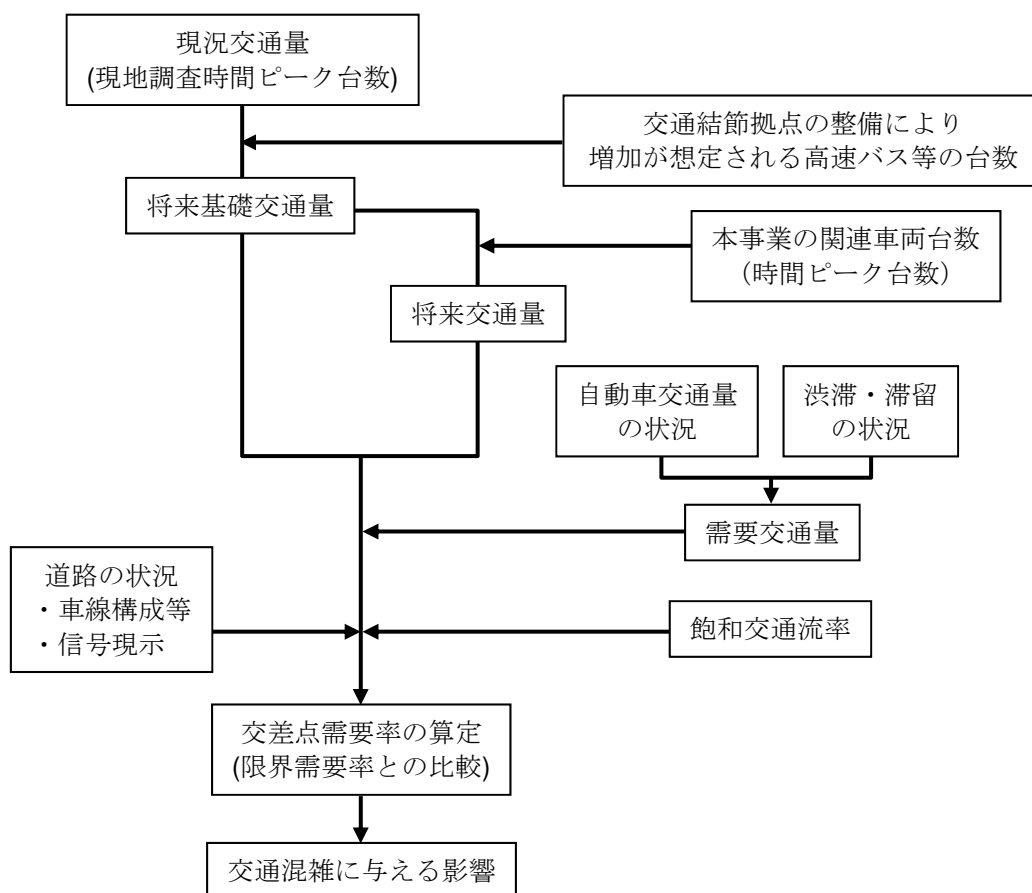 現況交通量
(現地調査時間ピーク台数)
交通結節拠点の整備により
増加が想定される高速バス等の台数
将来基礎交通量
本事業の関連車両台数
（時間ピーク台数）
将来交通量
自動車交通量
の状況
渋滞・滞留
の状況
需要交通量
道路の状況
・車線構成等
・信号現示
飽和交通流率
交差点需要率の算定
(限界需要率との比較)
交通混雑に与える影響